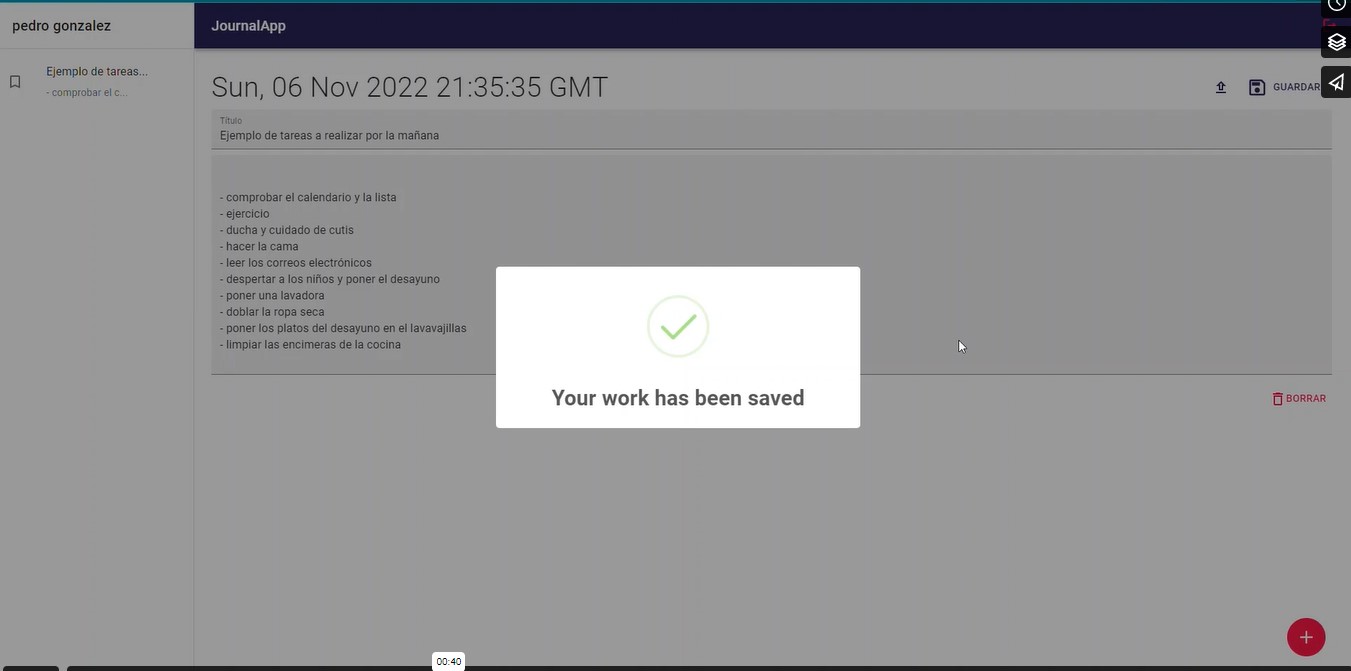 pedro gonzalez
JournalApp
Ejemplo de tareas...
- comprobar el c...
Sun, 06 Nov 2022 21:35:35 GMT
GUARDAR
Título
Ejemplo de tareas a realizar por la mañana
- comprobar el calendario y la lista
- ejercicio
- ducha y cuidado de cutis
- hacer la cama
- leer los correos electrónicos
- despertar a los niños y poner el desayuno
- poner una lavadora
- doblar la ropa seca
- poner los platos del desayuno en el lavavajillas
- limpiar las encimeras de la cocina
Your work has been saved
BORRAR
00:40